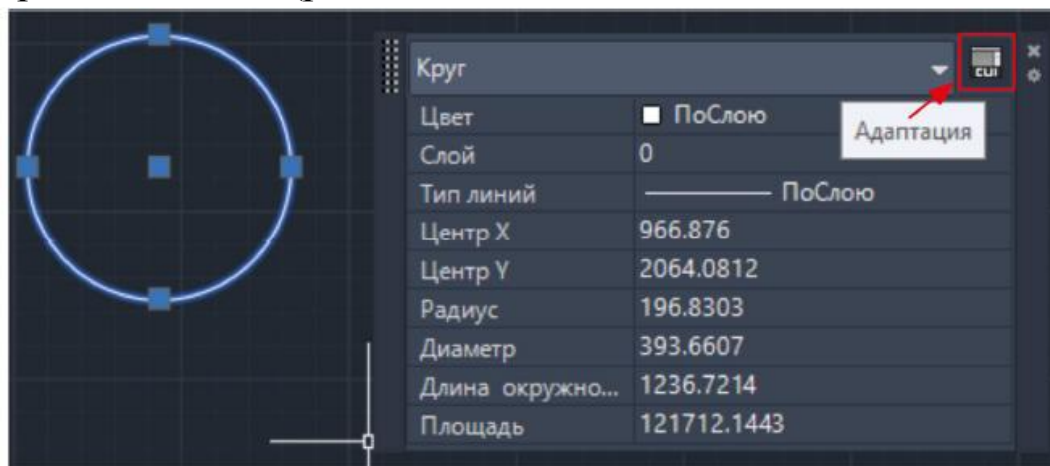 Круг
CUI
Адаптация
Цвет ПоСлою
Слой 0
Тип линий ПоСлою
Центр X 966.876
Центр Y 2064.0812
Радиус 196.8303
Диаметр 393.6607
Длина окружно... 1236.7214
Площадь 121712.1443